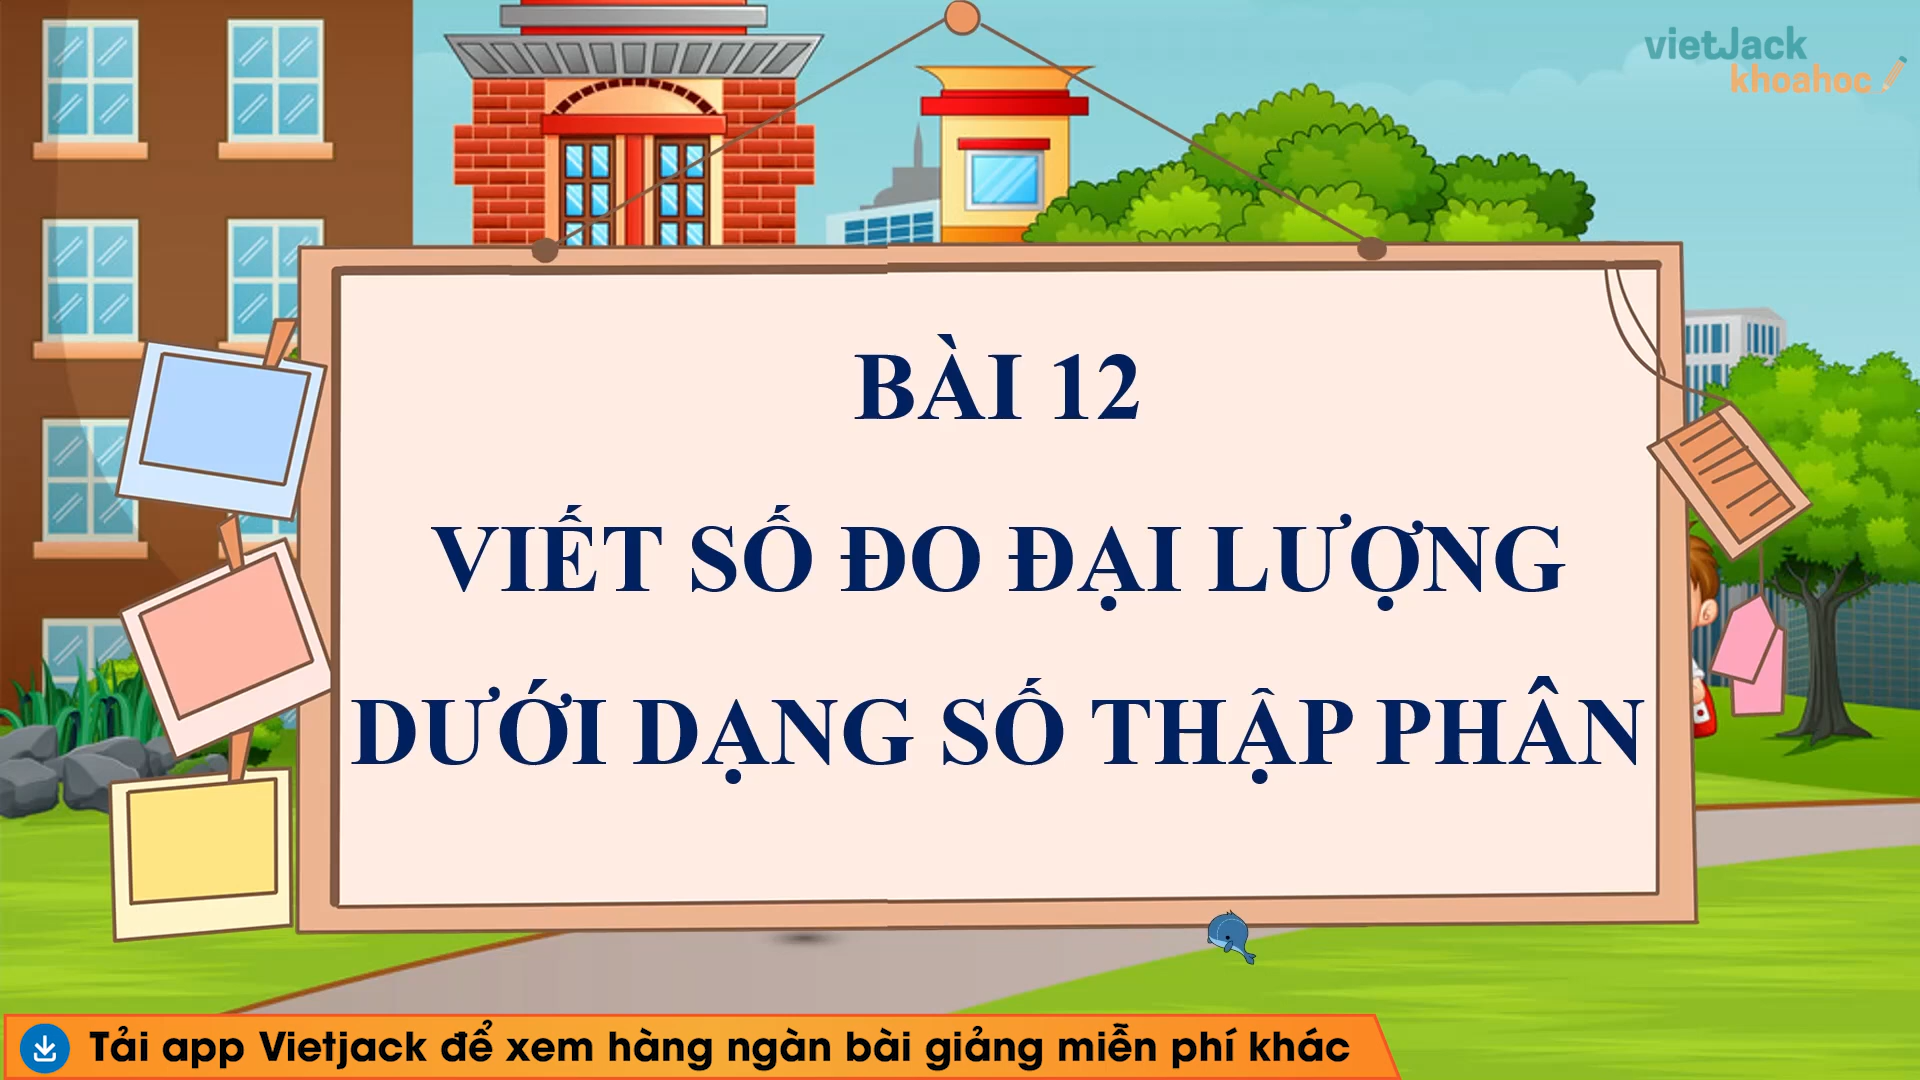 vietJack
khoahoc
BÀI 12
VIẾT SỐ ĐO ĐẠI LƯỢNG
DƯỚI DẠNG SỐ THẬP PHÂN
Tải app Vietjack để xem hàng ngàn bài giảng miễn phí khác